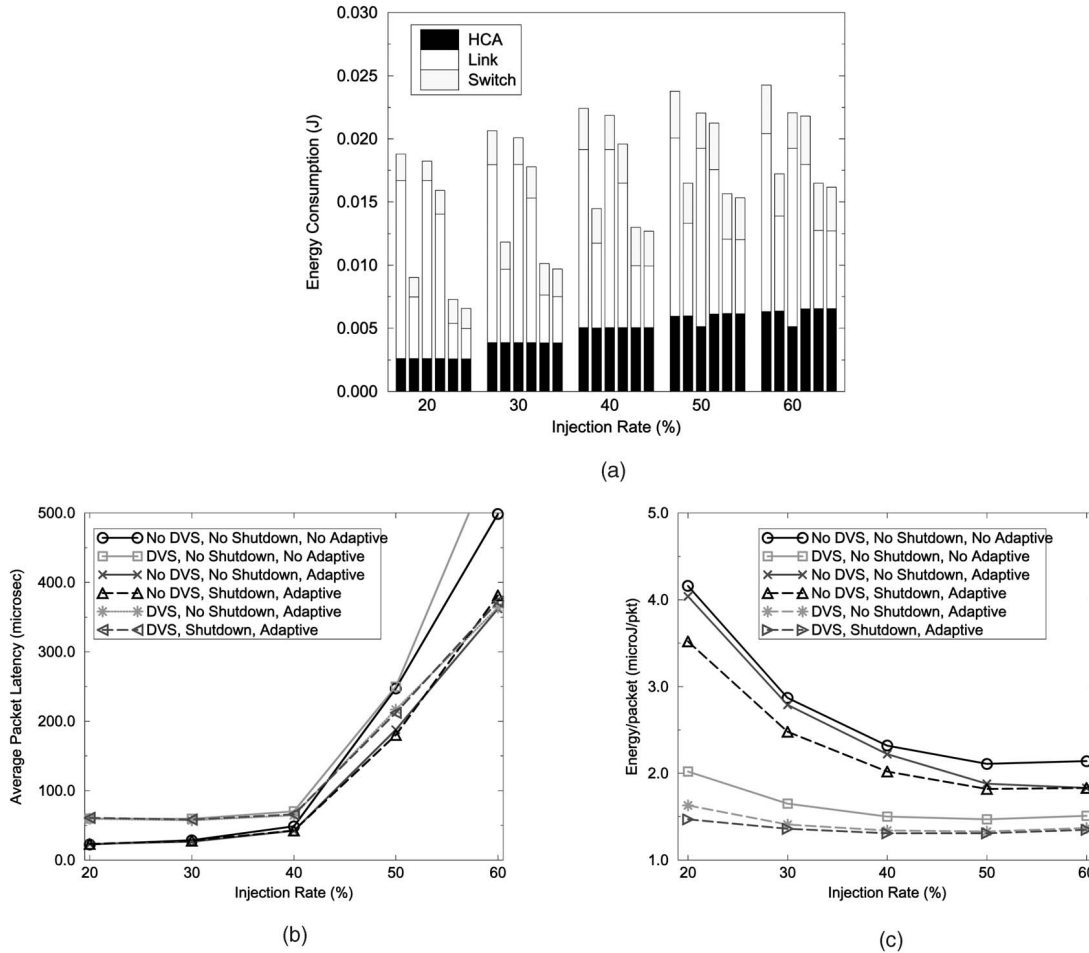 0.030
0.025
0.020
0.015
0.010
0.005
0.000
Energy Consumption (J)
HCA
Link
Switch
20 30 40 50 60
Injection Rate (%)
(a)
500.0
400.0
300.0
200.0
100.0
0.0
Average Packet Latency (microsec)
No DVS, No Shutdown, No Adaptive
DVS, No Shutdown, No Adaptive
No DVS, No Shutdown, Adaptive
No DVS, Shutdown, Adaptive
DVS, No Shutdown, Adaptive
DVS, Shutdown, Adaptive
20 30 40 50 60
Injection Rate (%)
(b)
5.0
4.0
3.0
2.0
1.0
Energy/packet (microJ/pkt)
No DVS, No Shutdown, No Adaptive
DVS, No Shutdown, No Adaptive
No DVS, No Shutdown, Adaptive
No DVS, Shutdown, Adaptive
DVS, No Shutdown, Adaptive
DVS, Shutdown, Adaptive
20 30 40 50 60
Injection Rate (%)
(c)